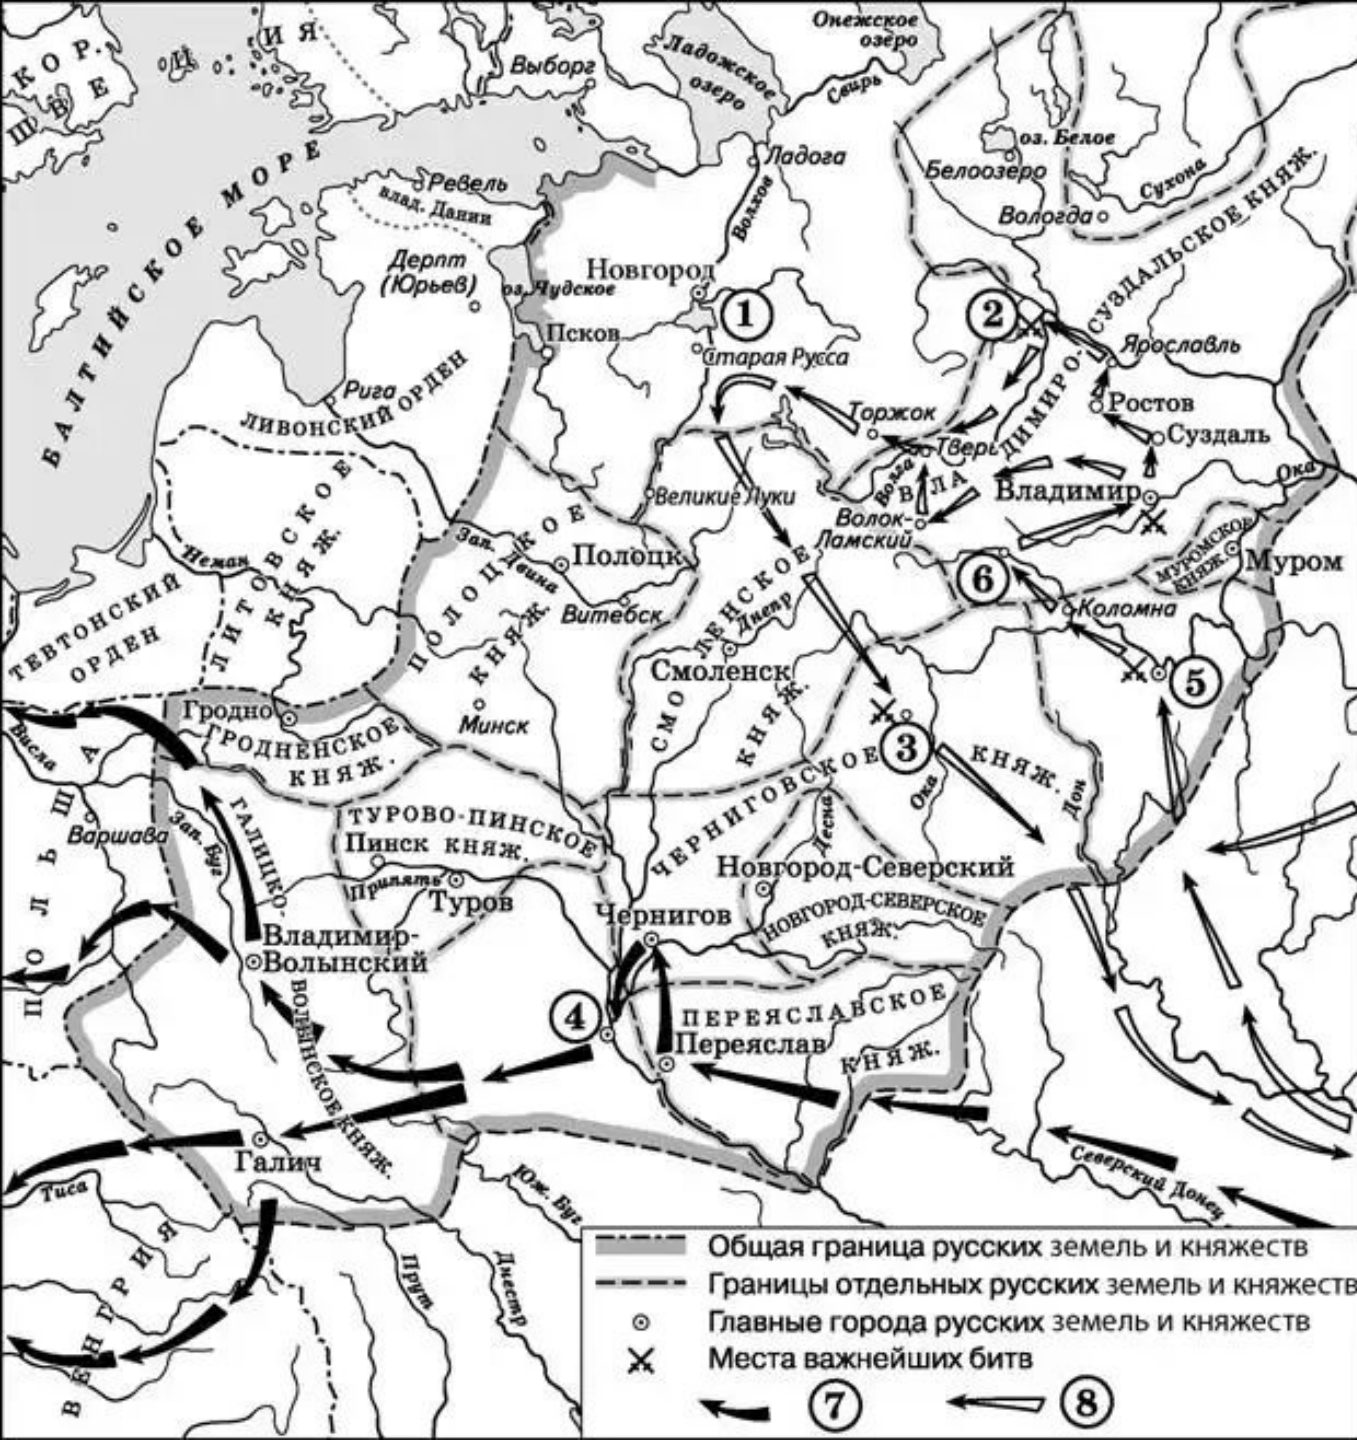 ШВЕ
КОР.
ИЯ
Выборг
Ладожское
озеро
Онежское
озеро
Свирь
Ладога
Волхов
оз. Белое
Белоозеро
Вологда
Сухона
БАЛТИЙСКОЕ МОРЕ
Ревель
влад. Дании
Дерпт
(Юрьев)
оз. Чудское
Новгород
1
Псков
Старая Русса
2
ВЛАДИМИРО-СУЗДАЛЬСКОЕ КНЯЖ.
Ярославль
Ростов
Суздаль
Рига
ЛИВОНСКИЙ ОРДЕН
Торжок
Тверь
Волга
Владимир
Ока
Великие Луки
Волок-
Ламский
МУРОМСКОЕ
КНЯЖ.
Муром
Неман
ЛИТОВСКОЕ
КНЯЖ.
ТЕВТОНСКИЙ
ОРДЕН
Зап. Двина
Полоцк
Витебск
ПОЛОЦКОЕ
КНЯЖ.
6
Коломна
5
СМОЛЕНСКОЕ
КНЯЖ.
Днепр
Смоленск
Минск
Гродно
ГРОДНЕНСКОЕ
КНЯЖ.
3
Ока
Дон
ЧЕРНИГОВСКОЕ
КНЯЖ.
Висла
ПОЛЬША
Варшава
Зап. Буг
ГАЛИЦКО-
ВОЛЫНСКОЕ КНЯЖ.
ТУРОВО-ПИНСКОЕ
КНЯЖ.
Пинск
Припять
Туров
Десна
Новгород-Северский
НОВГОРОД-СЕВЕРСКОЕ
КНЯЖ.
Чернигов
Владимир-
Волынский
4
ПЕРЕЯСЛАВСКОЕ
КНЯЖ.
Переяслав
Галич
Тиса
ВЕНГРИЯ
Прут
Днестр
Юж. Буг
Северский Донец
Общая граница русских земель и княжеств
Границы отдельных русских земель и княжеств
Главные города русских земель и княжеств
Места важнейших битв
7
8